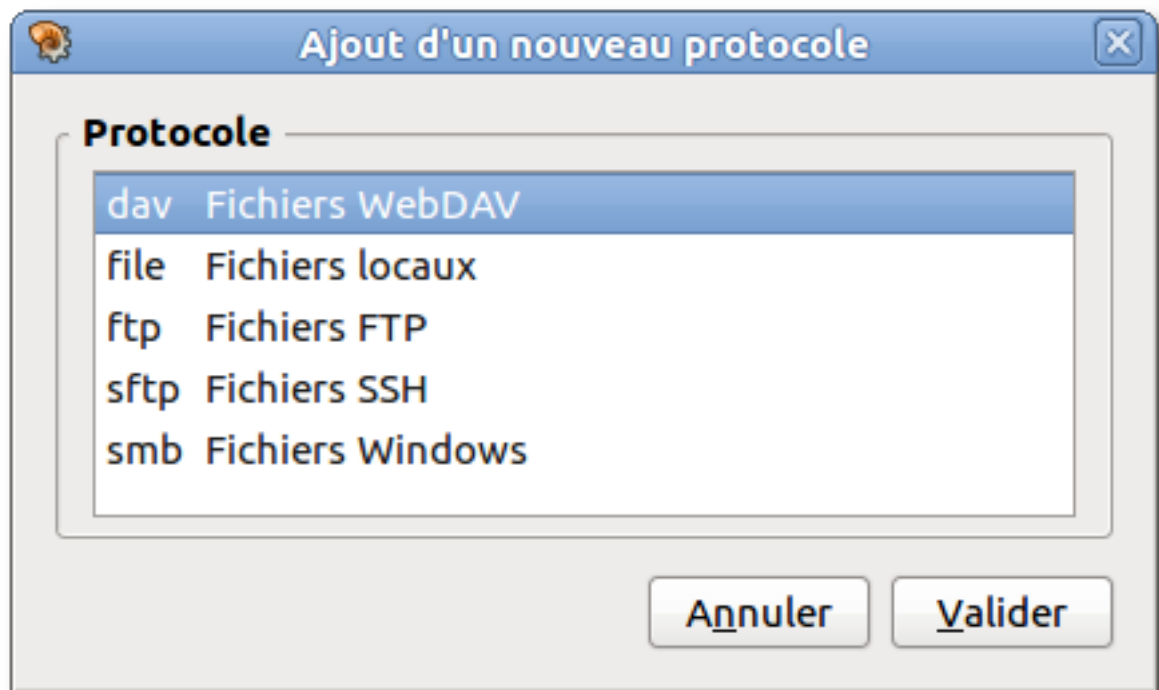 Ajout d'un nouveau protocole
Protocole
dav Fichiers WebDAV
file Fichiers locaux
ftp Fichiers FTP
sftp Fichiers SSH
smb Fichiers Windows
Annuler Valider